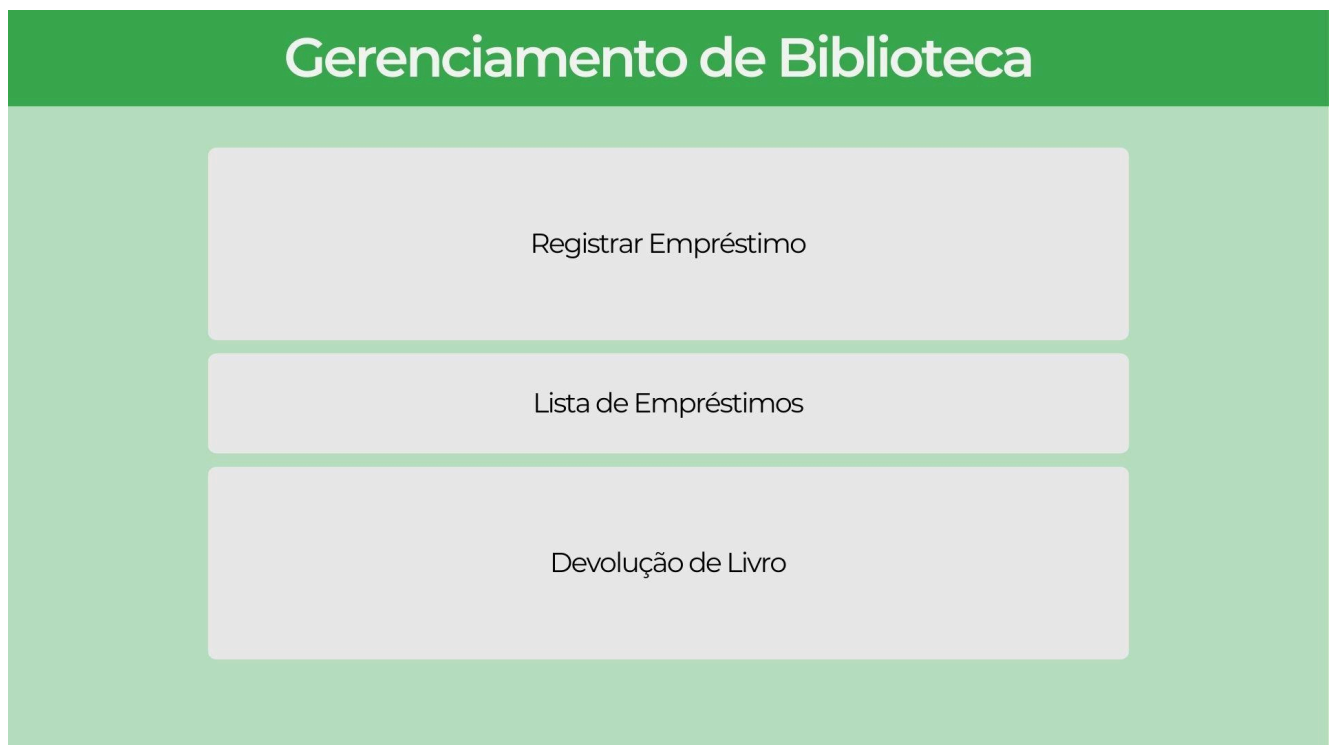 Gerenciamento de Biblioteca
Registrar Empréstimo
Lista de Empréstimos
Devolução de Livro